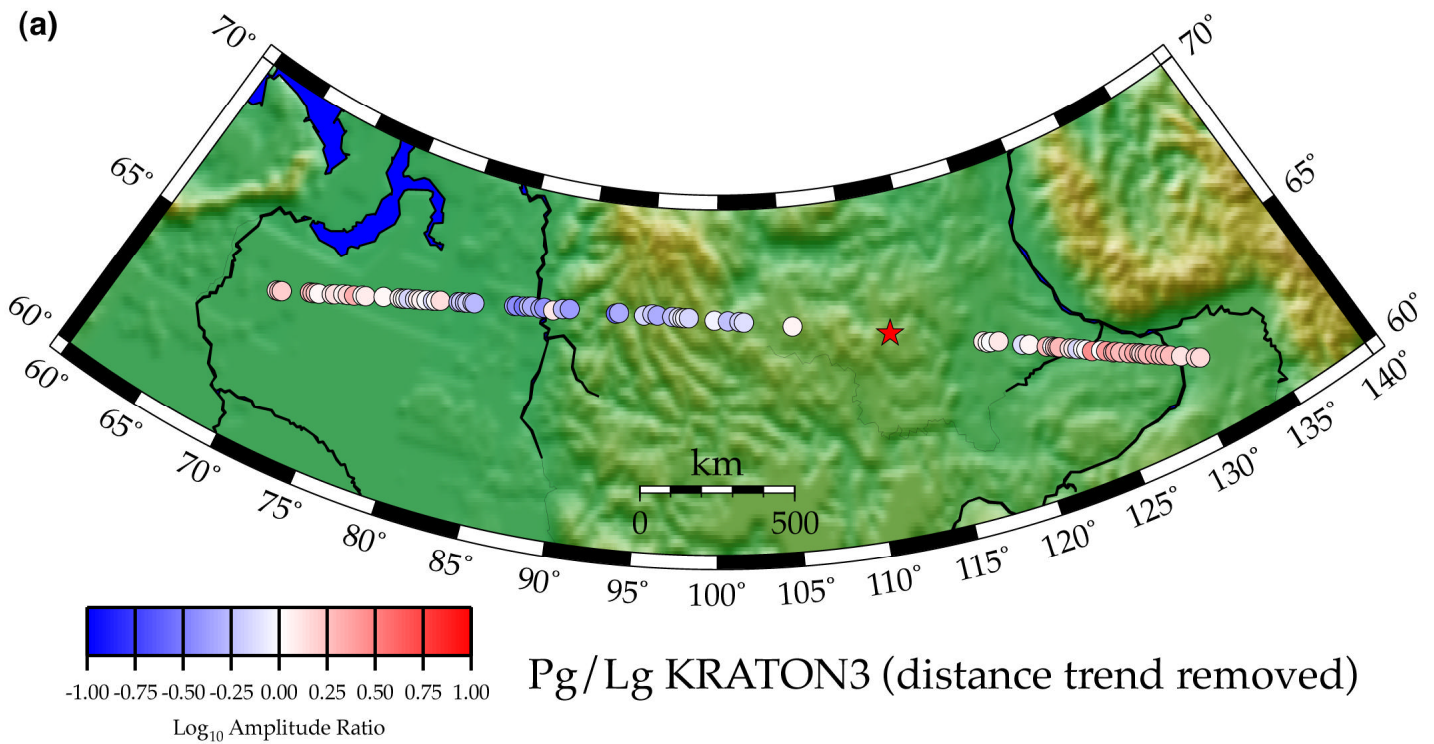 (a)
70° 70°
65° 65°
60° 60°
60° 65° 70° 75° 80° 85° 90° 95° 100° 105° 110° 115° 120° 125° 130° 135° 140°
km
0 500
-1.00 -0.75 -0.50 -0.25 0.00 0.25 0.50 0.75 1.00
Log₁₀ Amplitude Ratio
Pg/Lg KRATON3 (distance trend removed)